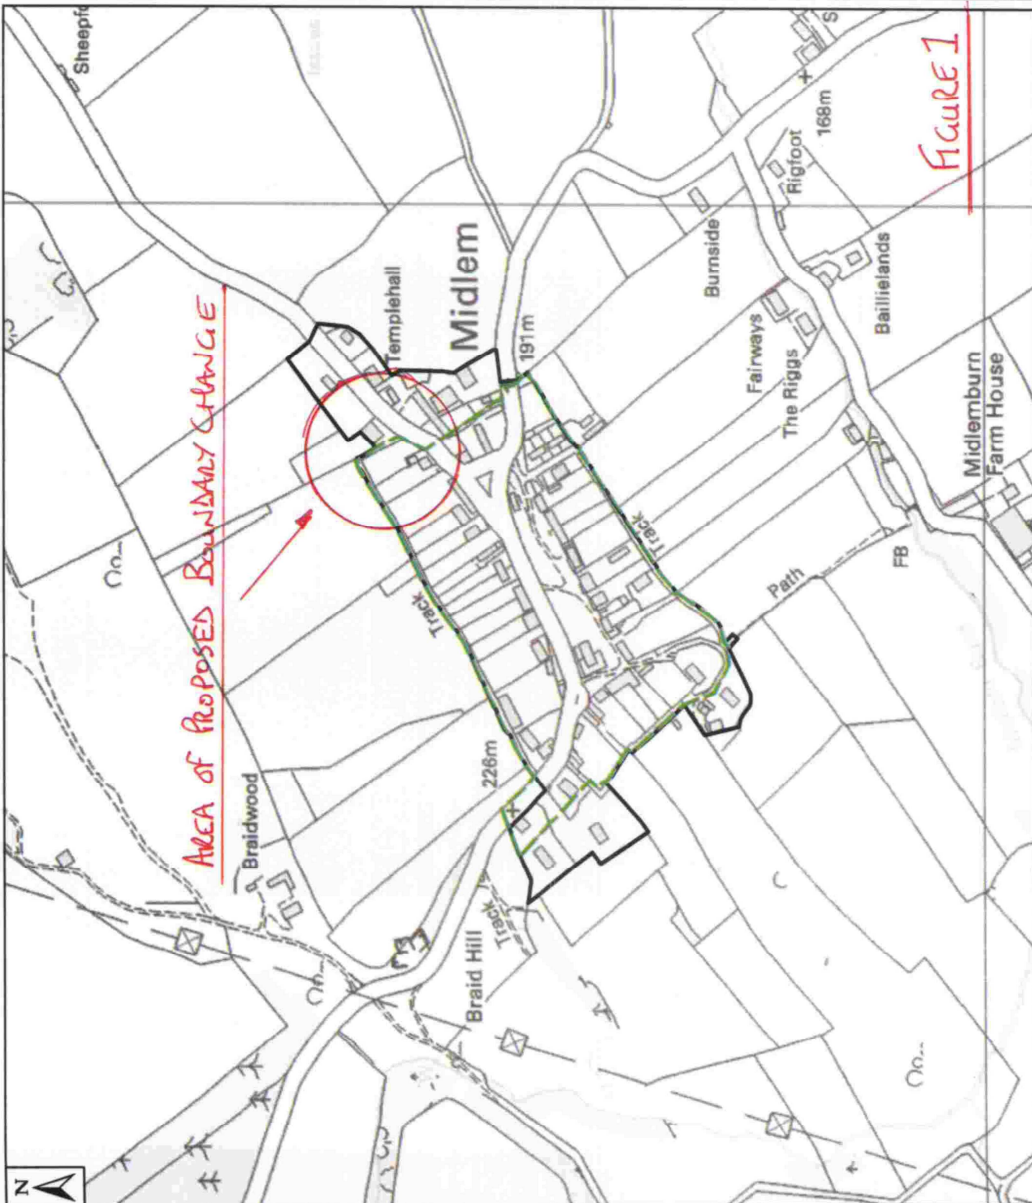 N
Sheepf
AREA OF PROPOSED BOUNDARY CHANGE
Braidwood
Templehall
Midlem
Track
226m
191m
Braid Hill
Track
Track
Path
FB
Burnside
Fairways
The Riggs
Rigfoot
168m
S
Baillielands
Midlemburn
Farm House
FIGURE 1